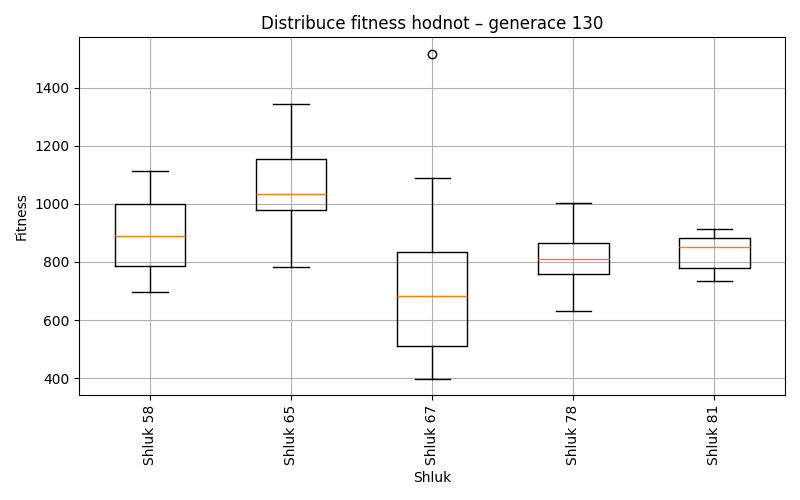 Distribuce fitness hodnot – generace 130
Fitness
1400
1200
1000
800
600
400
Shluk 58
Shluk 65
Shluk 67
Shluk 78
Shluk 81
Shluk